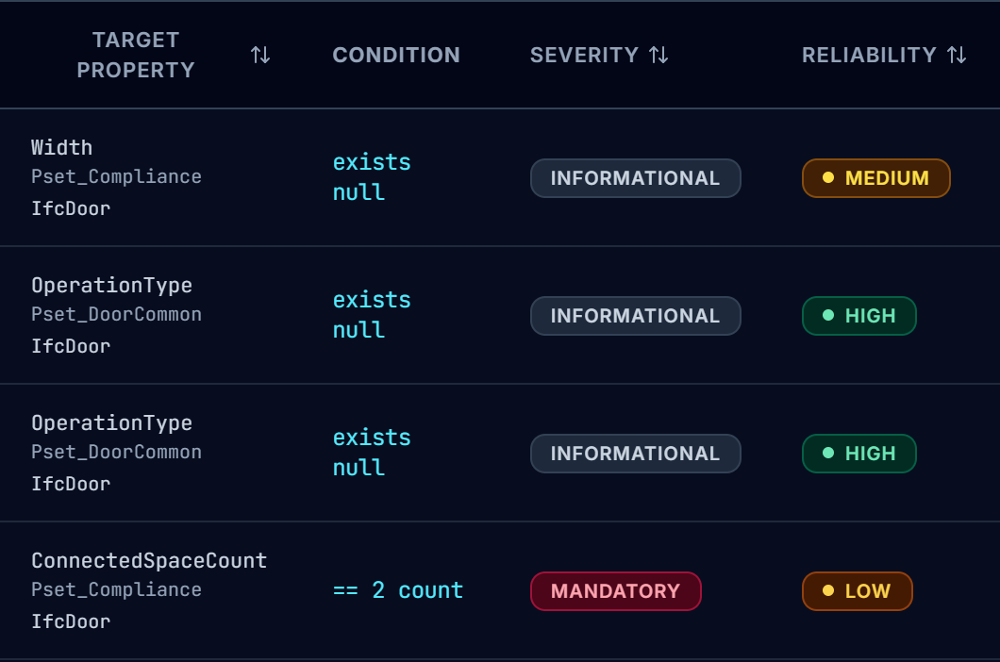 TARGET
PROPERTY
CONDITION
SEVERITY
RELIABILITY
Width
Pset_Compliance
IfcDoor
exists
null
INFORMATIONAL
MEDIUM
OperationType
Pset_DoorCommon
IfcDoor
exists
null
INFORMATIONAL
HIGH
OperationType
Pset_DoorCommon
IfcDoor
exists
null
INFORMATIONAL
HIGH
ConnectedSpaceCount
Pset_Compliance
IfcDoor
== 2 count
MANDATORY
LOW